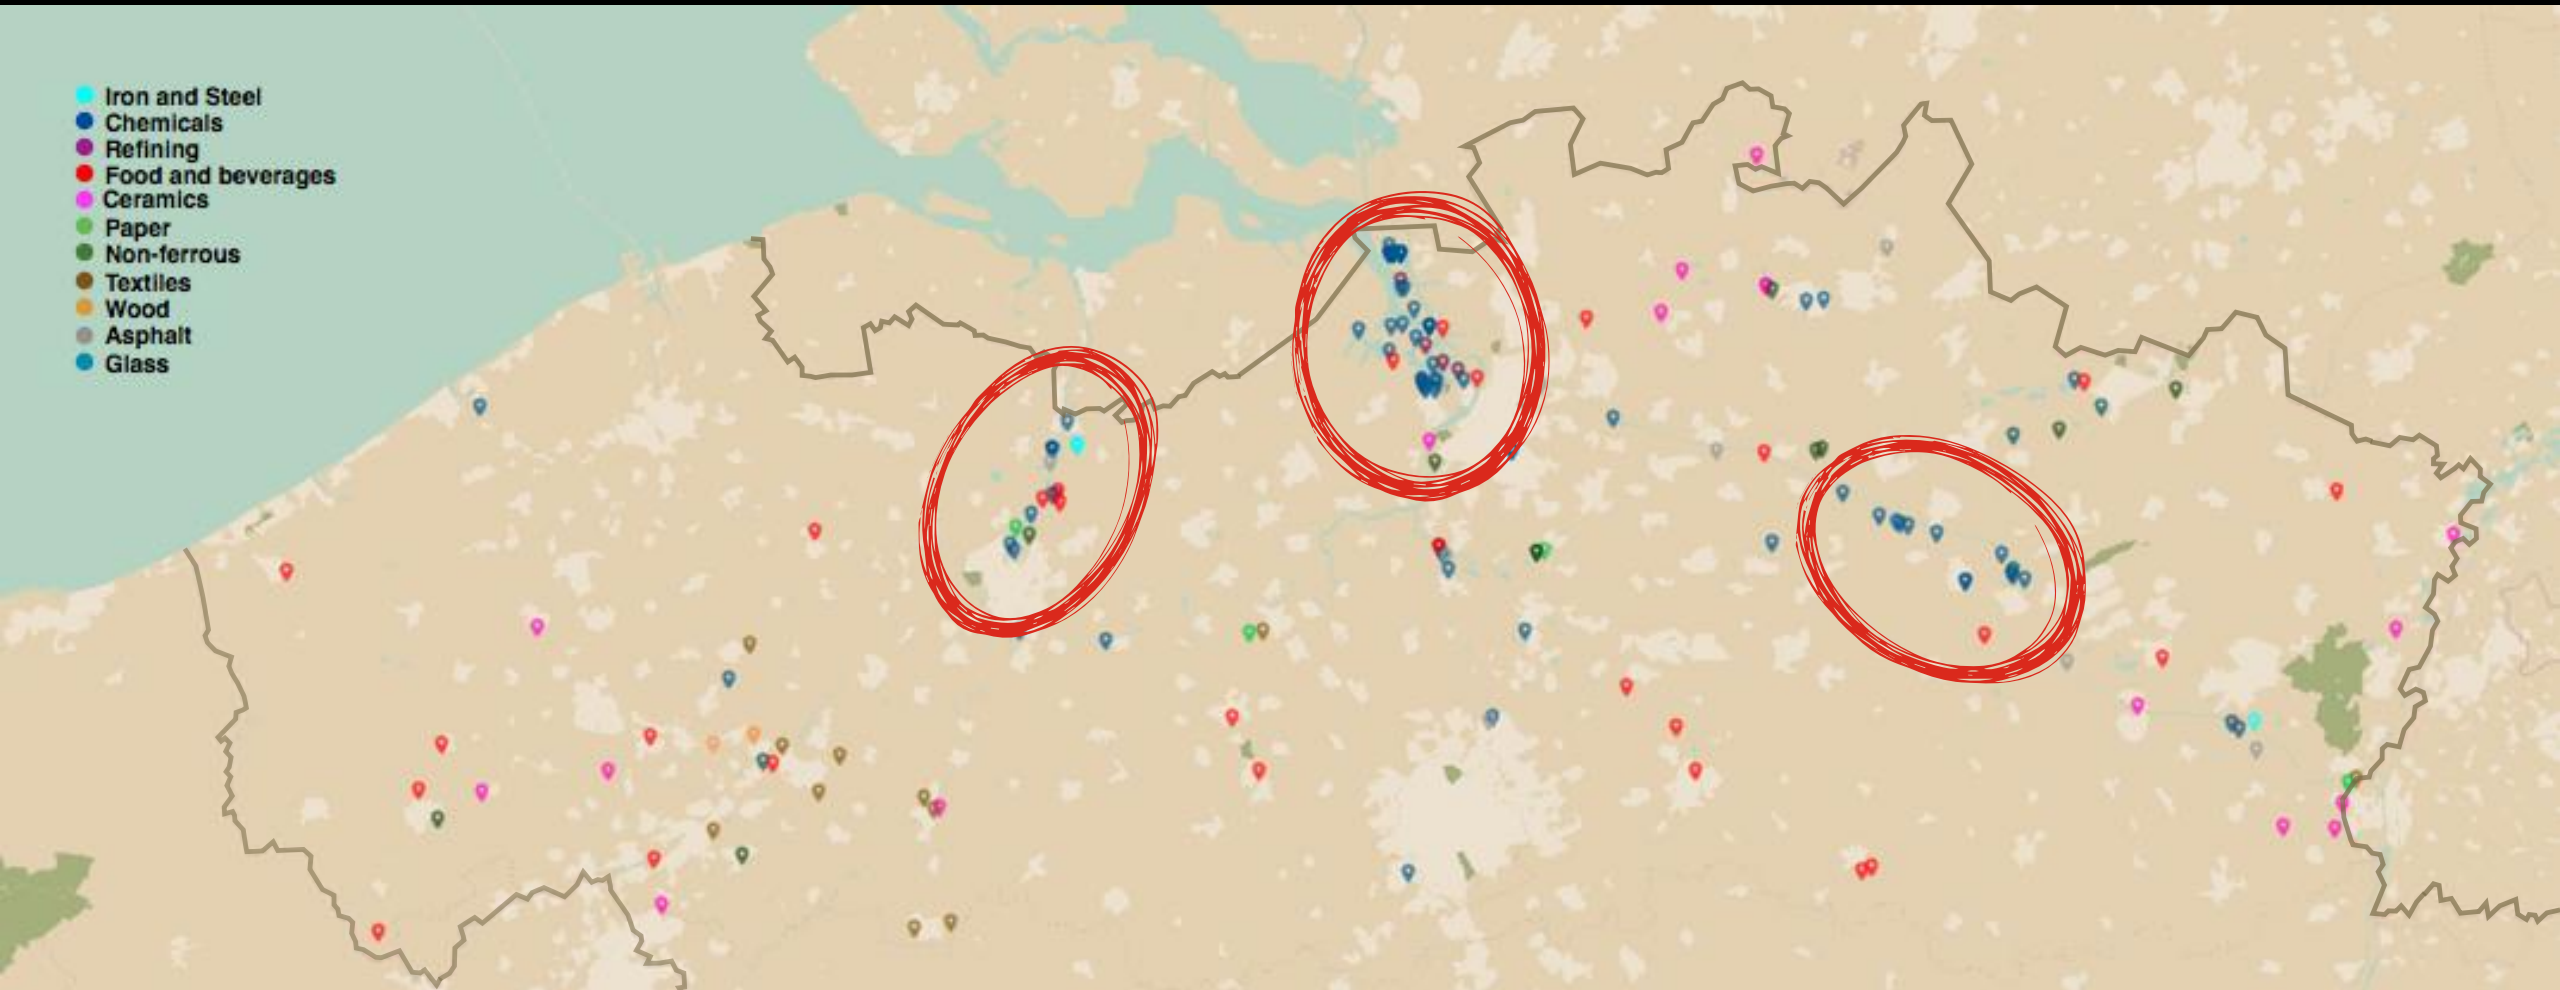 Iron and Steel
Chemicals
Refining
Food and beverages
Ceramics
Paper
Non-ferrous
Textiles
Wood
Asphalt
Glass